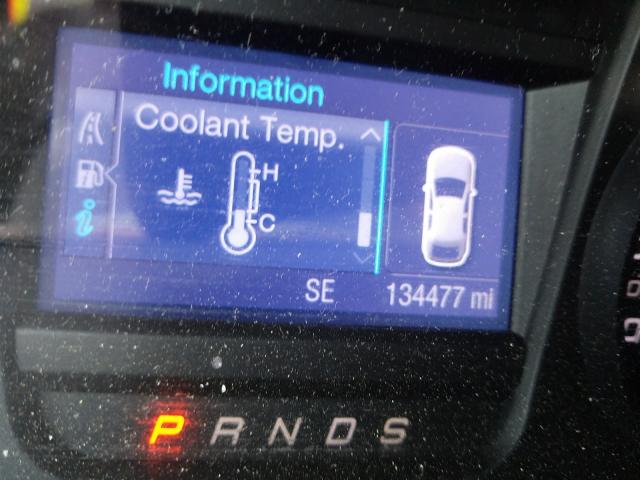 Information
Coolant Temp.
H
C
i
SE
134477 mi
P R N D S